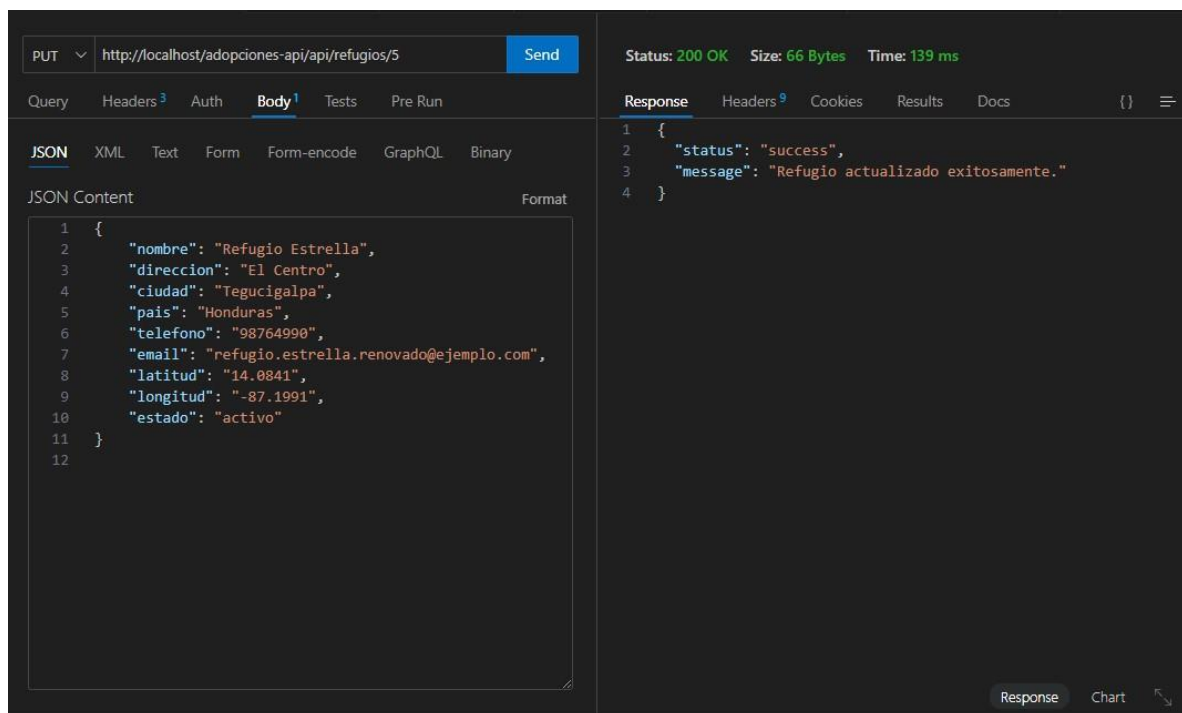 PUT http://localhost/adopciones-api/api/refugios/5 Send
Query Headers 3 Auth Body 1 Tests Pre Run
JSON XML Text Form Form-encode GraphQL Binary
JSON Content Format
1 {
2 "nombre": "Refugio Estrella",
3 "direccion": "El Centro",
4 "ciudad": "Tegucigalpa",
5 "pais": "Honduras",
6 "telefono": "98764990",
7 "email": "refugio.estrella.renovado@ejemplo.com",
8 "latitud": "14.0841",
9 "longitud": "-87.1991",
10 "estado": "activo"
11 }
12
Status: 200 OK Size: 66 Bytes Time: 139 ms
Response Headers 9 Cookies Results Docs {}
1 {
2 "status": "success",
3 "message": "Refugio actualizado exitosamente."
4 }
Response Chart